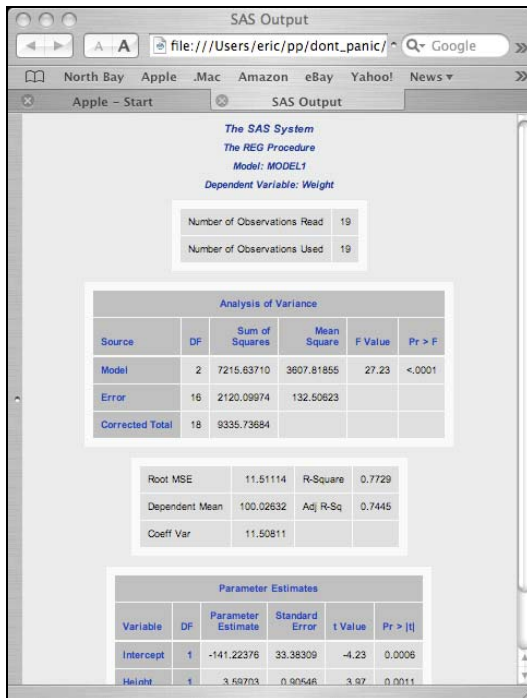 SAS Output
A A file:///Users/eric/pp/dont_panic/ Q Google
North Bay Apple .Mac Amazon eBay Yahoo! News
Apple – Start SAS Output
The SAS System
The REG Procedure
Model: MODEL1
Dependent Variable: Weight
Number of Observations Read 19
Number of Observations Used 19
Analysis of Variance
Source DF Sum of Squares Mean Square F Value Pr > F
Model 2 7215.63710 3607.81855 27.23 <.0001
Error 16 2120.09974 132.50623
Corrected Total 18 9335.73684
Root MSE 11.51114 R-Square 0.7729
Dependent Mean 100.02632 Adj R-Sq 0.7445
Coeff Var 11.50811
Parameter Estimates
Variable DF Parameter Estimate Standard Error t Value Pr > |t|
Intercept 1 -141.22376 33.38309 -4.23 0.0006
Height 1 3.59703 0.90546 3.97 0.0011